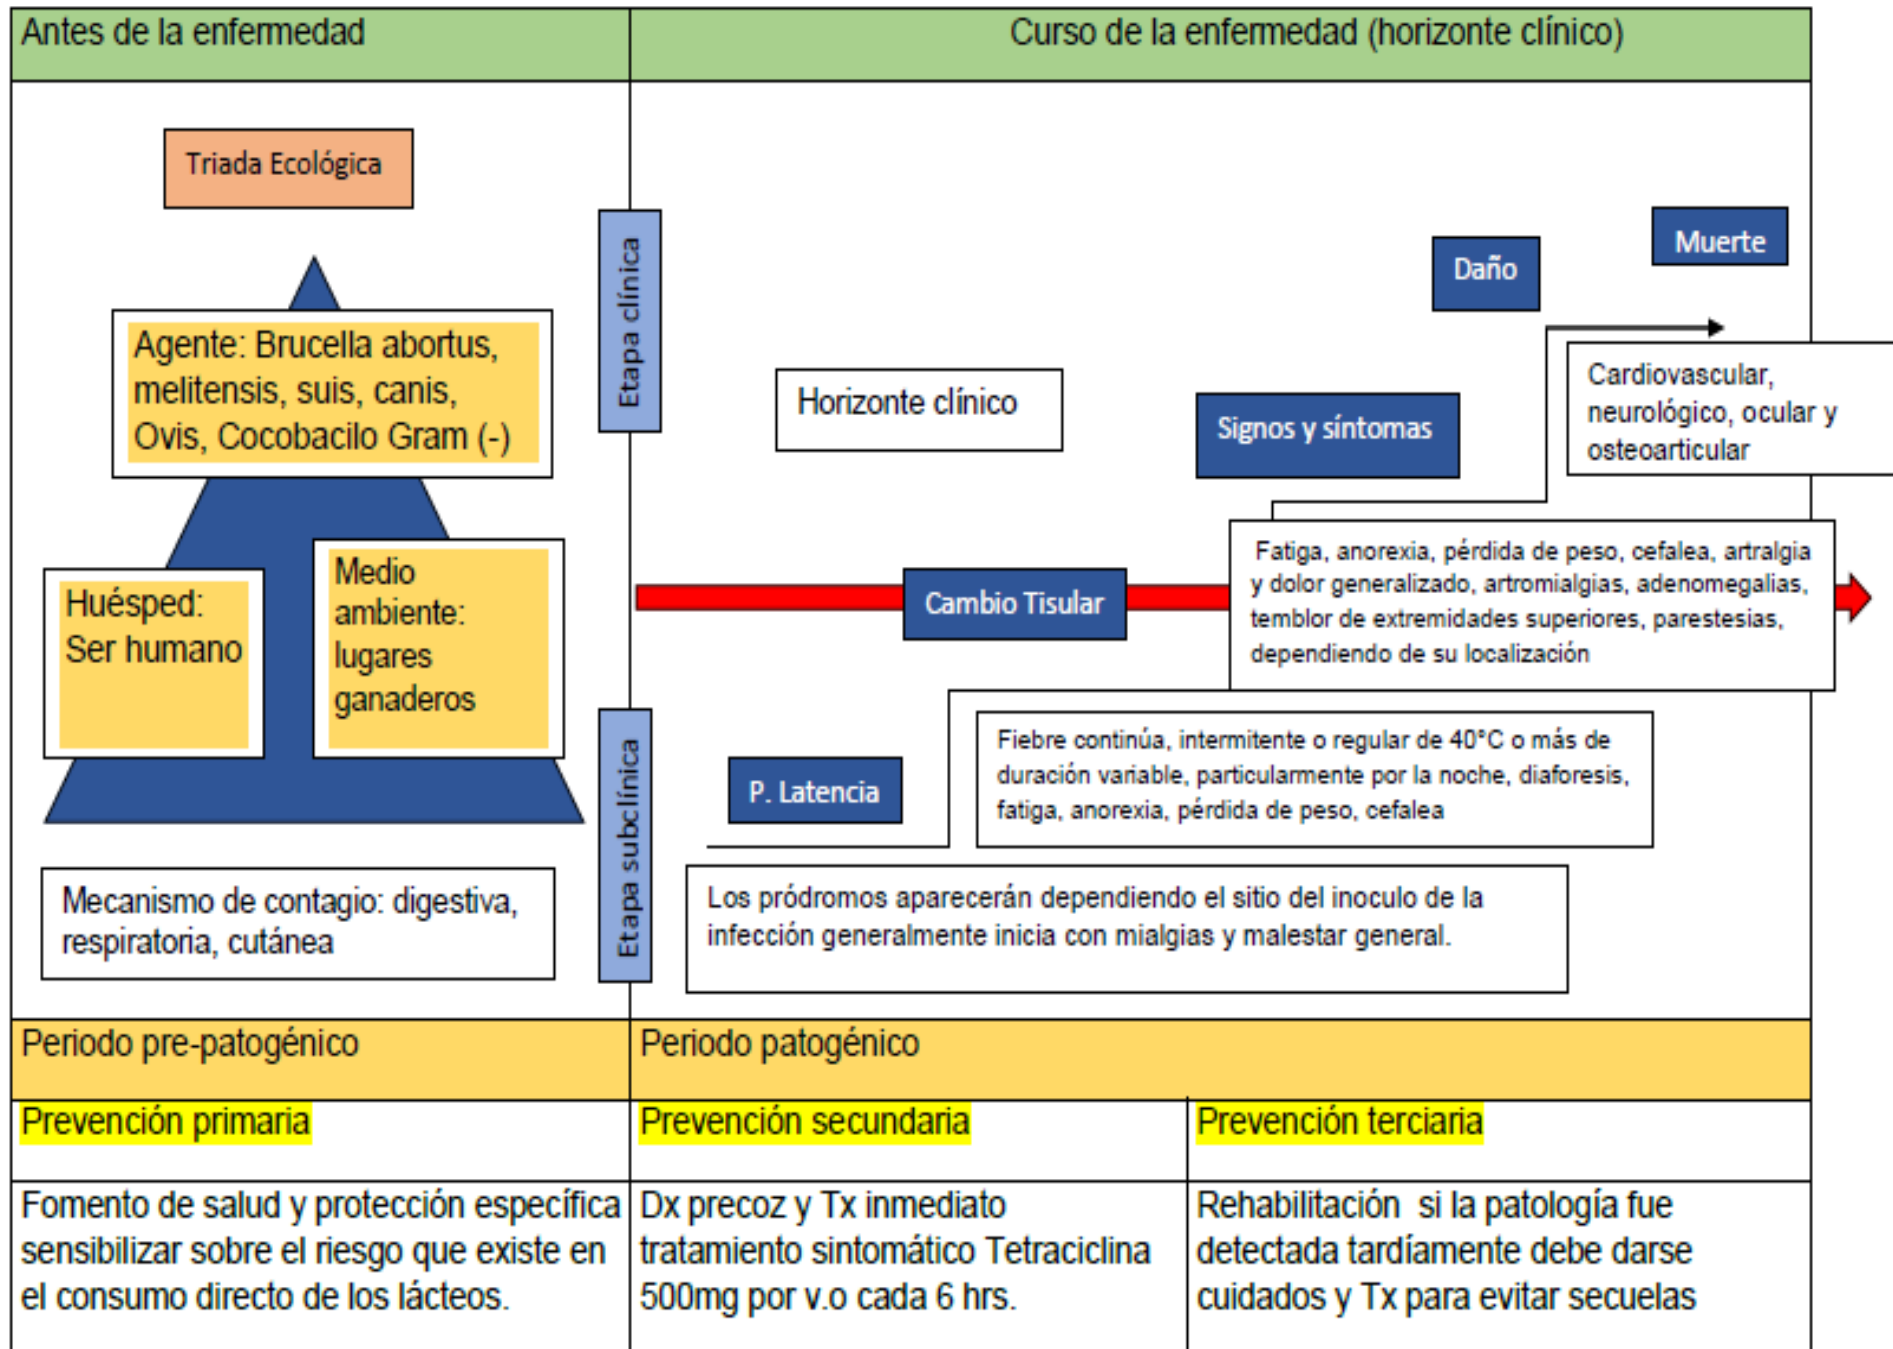 Antes de la enfermedad
Curso de la enfermedad (horizonte clínico)
Triada Ecológica
Agente: Brucella abortus,
melitensis, suis, canis,
Ovis, Cocobacilo Gram (-)
Huésped:
Ser humano
Medio
ambiente:
lugares
ganaderos
Mecanismo de contagio: digestiva,
respiratoria, cutánea
Etapa clínica
Etapa subclínica
Horizonte clínico
Muerte
Daño
Cardiovascular,
neurológico, ocular y
osteoarticular
Signos y síntomas
Fatiga, anorexia, pérdida de peso, cefalea, artralgia
y dolor generalizado, artromialgias, adenomegalias,
temblor de extremidades superiores, parestesias,
dependiendo de su localización
Cambio Tisular
Fiebre continúa, intermitente o regular de 40°C o más de
duración variable, particularmente por la noche, diaforesis,
fatiga, anorexia, pérdida de peso, cefalea
P. Latencia
Los pródromos aparecerán dependiendo el sitio del inoculo de la
infección generalmente inicia con mialgias y malestar general.
Periodo pre-patogénico
Periodo patogénico
Prevención primaria
Prevención secundaria
Prevención terciaria
Fomento de salud y protección específica
sensibilizar sobre el riesgo que existe en
el consumo directo de los lácteos.
Dx precoz y Tx inmediato
tratamiento sintomático Tetraciclina
500mg por v.o cada 6 hrs.
Rehabilitación si la patología fue
detectada tardíamente debe darse
cuidados y Tx para evitar secuelas